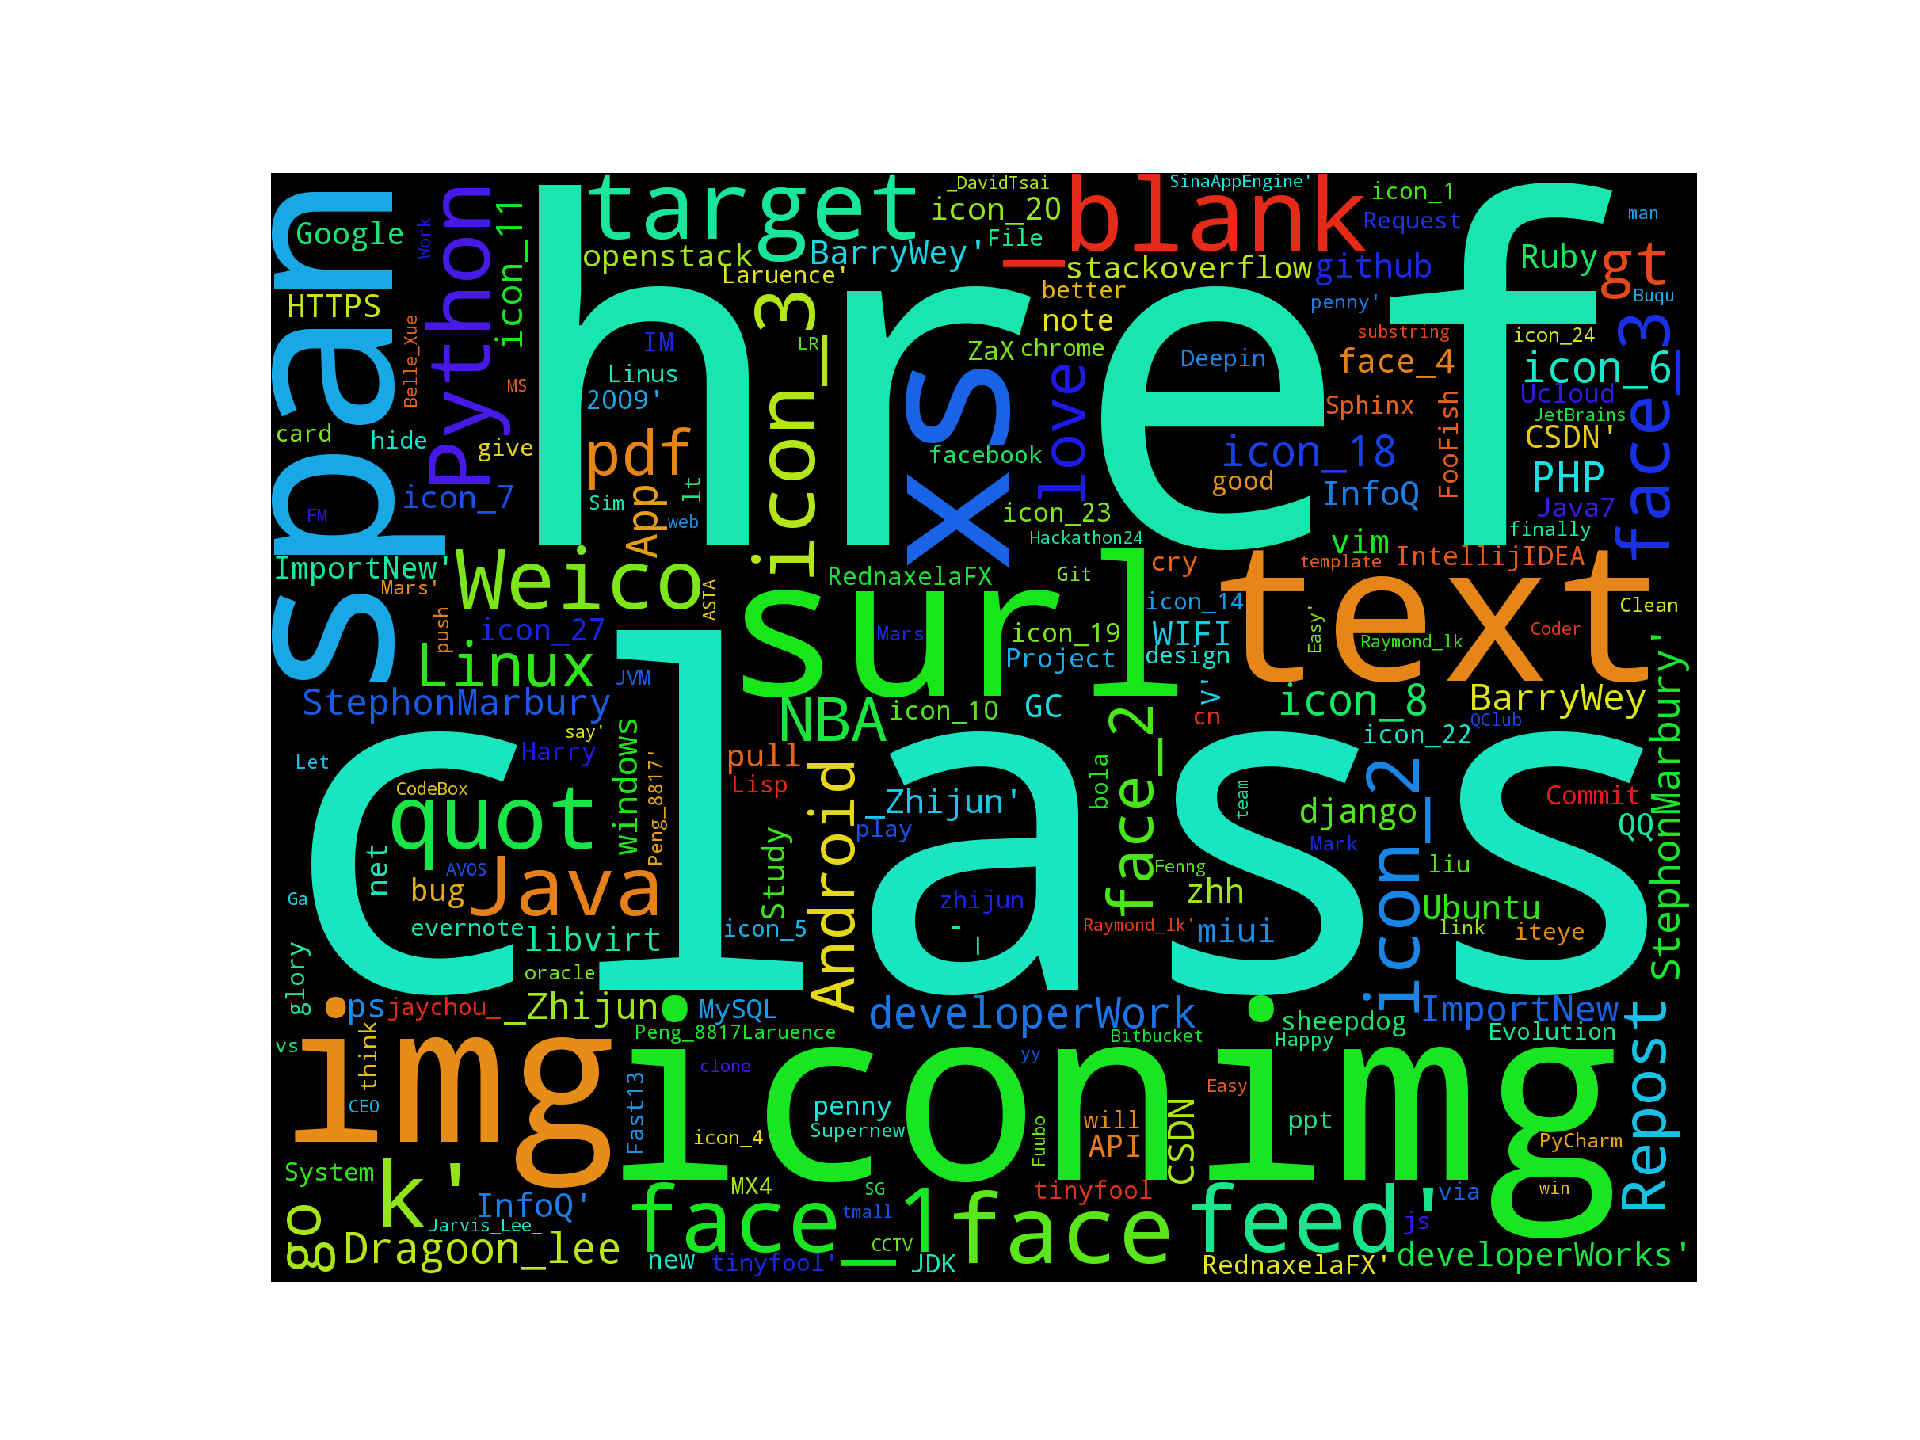 span
href
class
Google
HTTPS
Python
Work
icon_11
target
openstack
BarryWey'
Laruence'
_DavidTsai
icon_20
File
_blank
stackoverflow
SinaAppEngine'
icon_1
Request
github
penny'
man
Ruby
gt
Buqu
better
note
ZaX
chrome
substring
icon_24
face_4
icon_6
face_3
Deepin
Belle_Xue
MS
IM
Linus
2009'
LR
icon_3
xs
love
Sphinx
Ucloud
JetBrains
CSDN'
card
hide
give
icon_7
FM
pdf
Sim
App
lt
web
facebook
icon_18
good
InfoQ
FooFish
PHP
Java7
finally
icon_23
Hackathon24
vim
IntellijIDEA
template
ImportNew'
Mars'
Weico
ASTA
RednaxelaFX
Git
cry
text
push
icon_27
surl
Mars
icon_19
icon_14
WIFI
Easy'
Raymond_lk
Coder
Clean
Linux
Project
design
StephonMarbury
JVM
NBA
icon_10
GC
V'
cn
icon_8
BarryWey
QClub
StephonMarbury'
say'
Harry
windows
Let
pull
Lisp
face_2
icon_22
CodeBox
quot
Peng_8817'
Android
_Zhijun'
play
bola
team
django
Mark
icon_2
Commit
QQ
net
AVOS
Java
bug
Study
Fenng
zhh
liu
Ga
evernote
libvirt
icon_5
zhijun
-
|
Raymond_lk'
miui
Ubuntu
link
iteye
glory
oracle
ps
jaychou_
_Zhijun
MySQL
developerWork
sheepdog
ImportNew
vs
think
Peng_8817Laruence
yy
Bitbucket
Happy
Evolution
Repost
img
iconimg
CEO
Fast13
clone
penny
Supernew
Easy
icon_4
Fuubo
will
API
CSDN
ppt
PyCharm
System
k'
InfoQ'
MX4
SG
tinyfool
via
win
go
Jarvis_Lee_
face_1
tmall
face
feed'
js
Dragoon_lee
new
tinyfool'
CCTV
JDK
RednaxelaFX'
developerWorks'